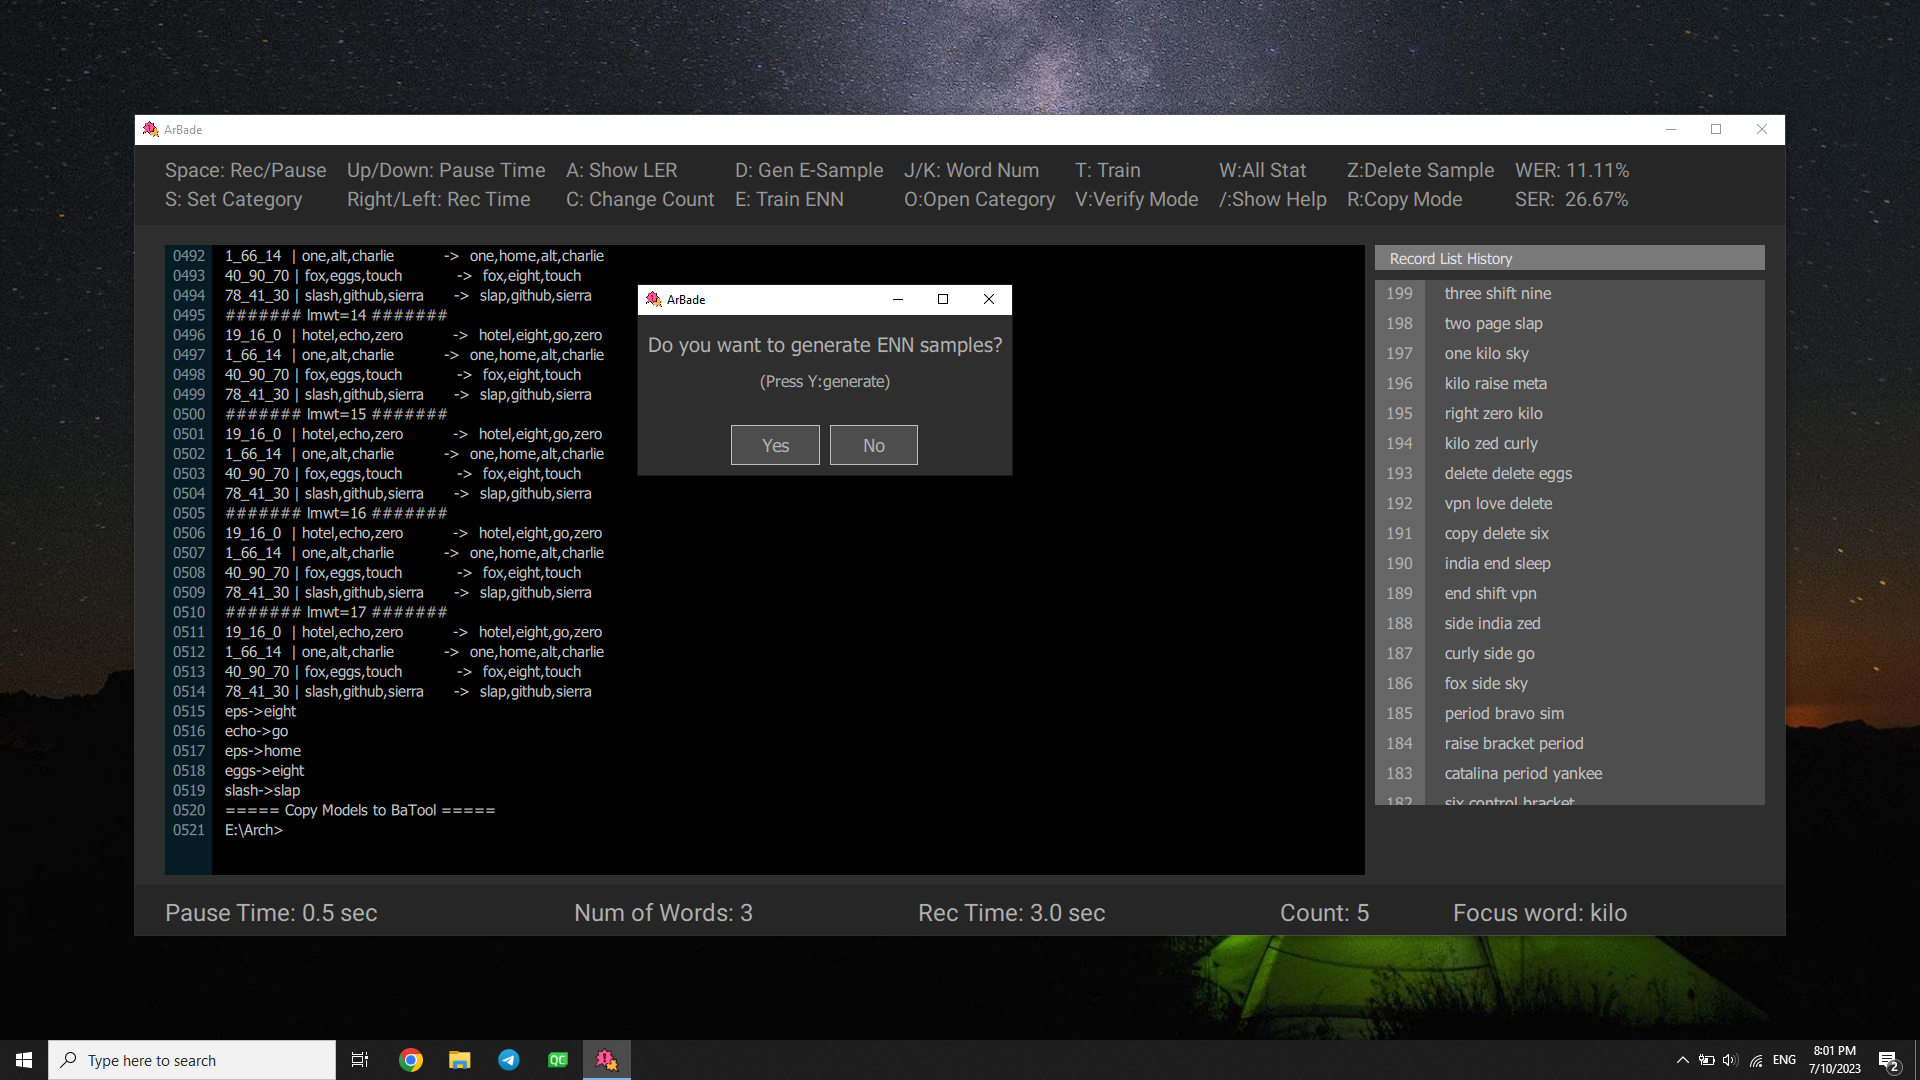 ArBade
Space: Rec/Pause Up/Down: Pause Time A: Show LER D: Gen E-Sample J/K: Word Num T: Train W:All Stat Z:Delete Sample WER: 11.11%
S: Set Category Right/Left: Rec Time C: Change Count E: Train ENN O:Open Category V:Verify Mode /:Show Help R:Copy Mode SER: 26.67%
0492 1_66_14 | one,alt,charlie -> one,home,alt,charlie
0493 40_90_70 | fox,eggs,touch -> fox,eight,touch
0494 78_41_30 | slash,github,sierra -> slap,github,sierra
0495 ####### lmwt=14 #######
0496 19_16_0 | hotel,echo,zero -> hotel,eight,go,zero
0497 1_66_14 | one,alt,charlie -> one,home,alt,charlie
0498 40_90_70 | fox,eggs,touch -> fox,eight,touch
0499 78_41_30 | slash,github,sierra -> slap,github,sierra
0500 ####### lmwt=15 #######
0501 19_16_0 | hotel,echo,zero -> hotel,eight,go,zero
0502 1_66_14 | one,alt,charlie -> one,home,alt,charlie
0503 40_90_70 | fox,eggs,touch -> fox,eight,touch
0504 78_41_30 | slash,github,sierra -> slap,github,sierra
0505 ####### lmwt=16 #######
0506 19_16_0 | hotel,echo,zero -> hotel,eight,go,zero
0507 1_66_14 | one,alt,charlie -> one,home,alt,charlie
0508 40_90_70 | fox,eggs,touch -> fox,eight,touch
0509 78_41_30 | slash,github,sierra -> slap,github,sierra
0510 ####### lmwt=17 #######
0511 19_16_0 | hotel,echo,zero -> hotel,eight,go,zero
0512 1_66_14 | one,alt,charlie -> one,home,alt,charlie
0513 40_90_70 | fox,eggs,touch -> fox,eight,touch
0514 78_41_30 | slash,github,sierra -> slap,github,sierra
0515 eps->eight
0516 echo->go
0517 eps->home
0518 eggs->eight
0519 slash->slap
0520 ===== Copy Models to BaTool =====
0521 E:\Arch>
ArBade
Do you want to generate ENN samples?
(Press Y:generate)
Yes No
Record List History
199 three shift nine
198 two page slap
197 one kilo sky
196 kilo raise meta
195 right zero kilo
194 kilo zed curly
193 delete delete eggs
192 vpn love delete
191 copy delete six
190 india end sleep
189 end shift vpn
188 side india zed
187 curly side go
186 fox side sky
185 period bravo sim
184 raise bracket period
183 catalina period yankee
182 six control bracket
Pause Time: 0.5 sec Num of Words: 3 Rec Time: 3.0 sec Count: 5 Focus word: kilo
Type here to search
QC
ENG
8:01 PM
7/10/2023
2